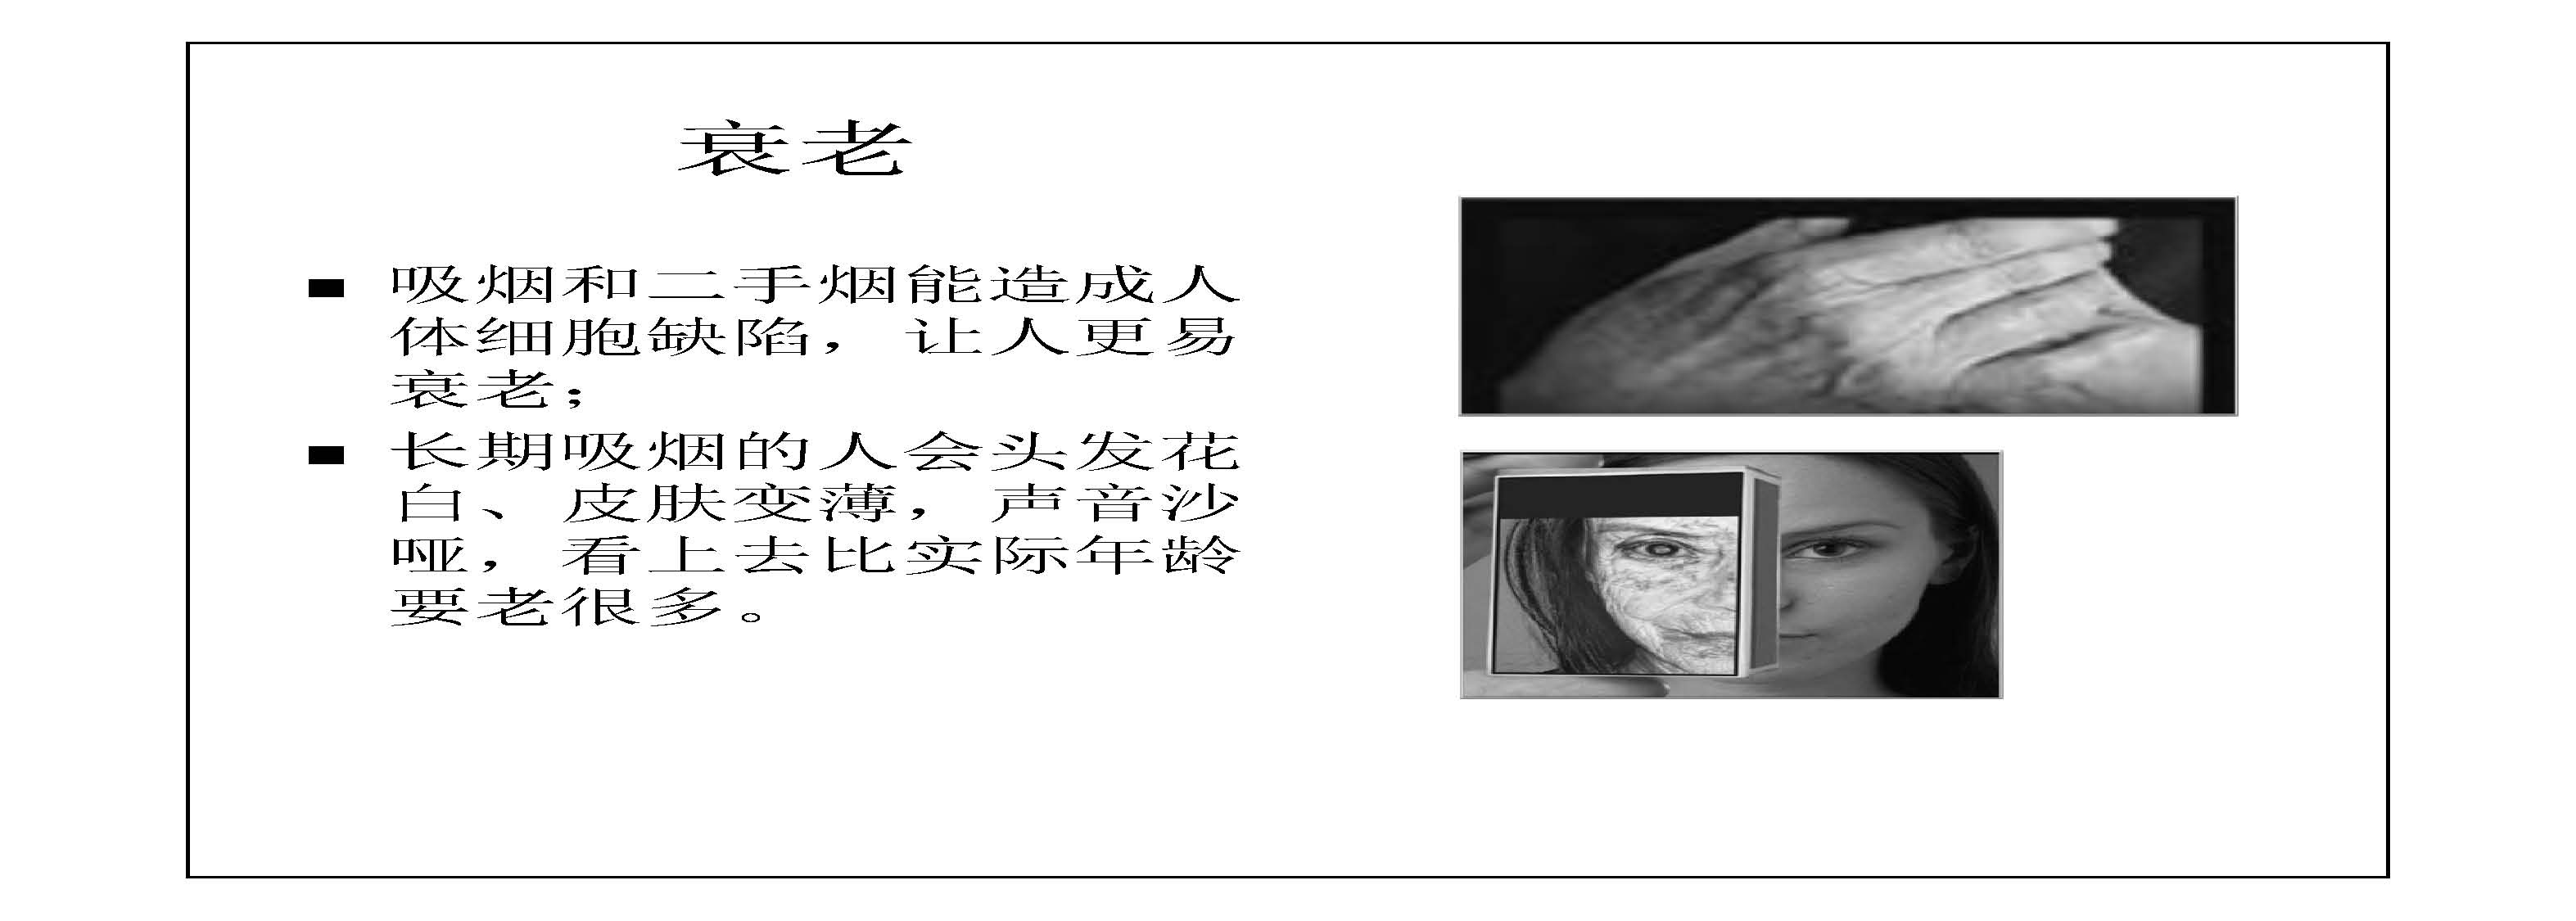 衰老
■ 吸烟和二手烟能造成人
体细胞缺陷，让人更易
衰老；
■ 长期吸烟的人会头发花
白、皮肤变薄，声音沙
哑，看上去比实际年龄
要老很多。